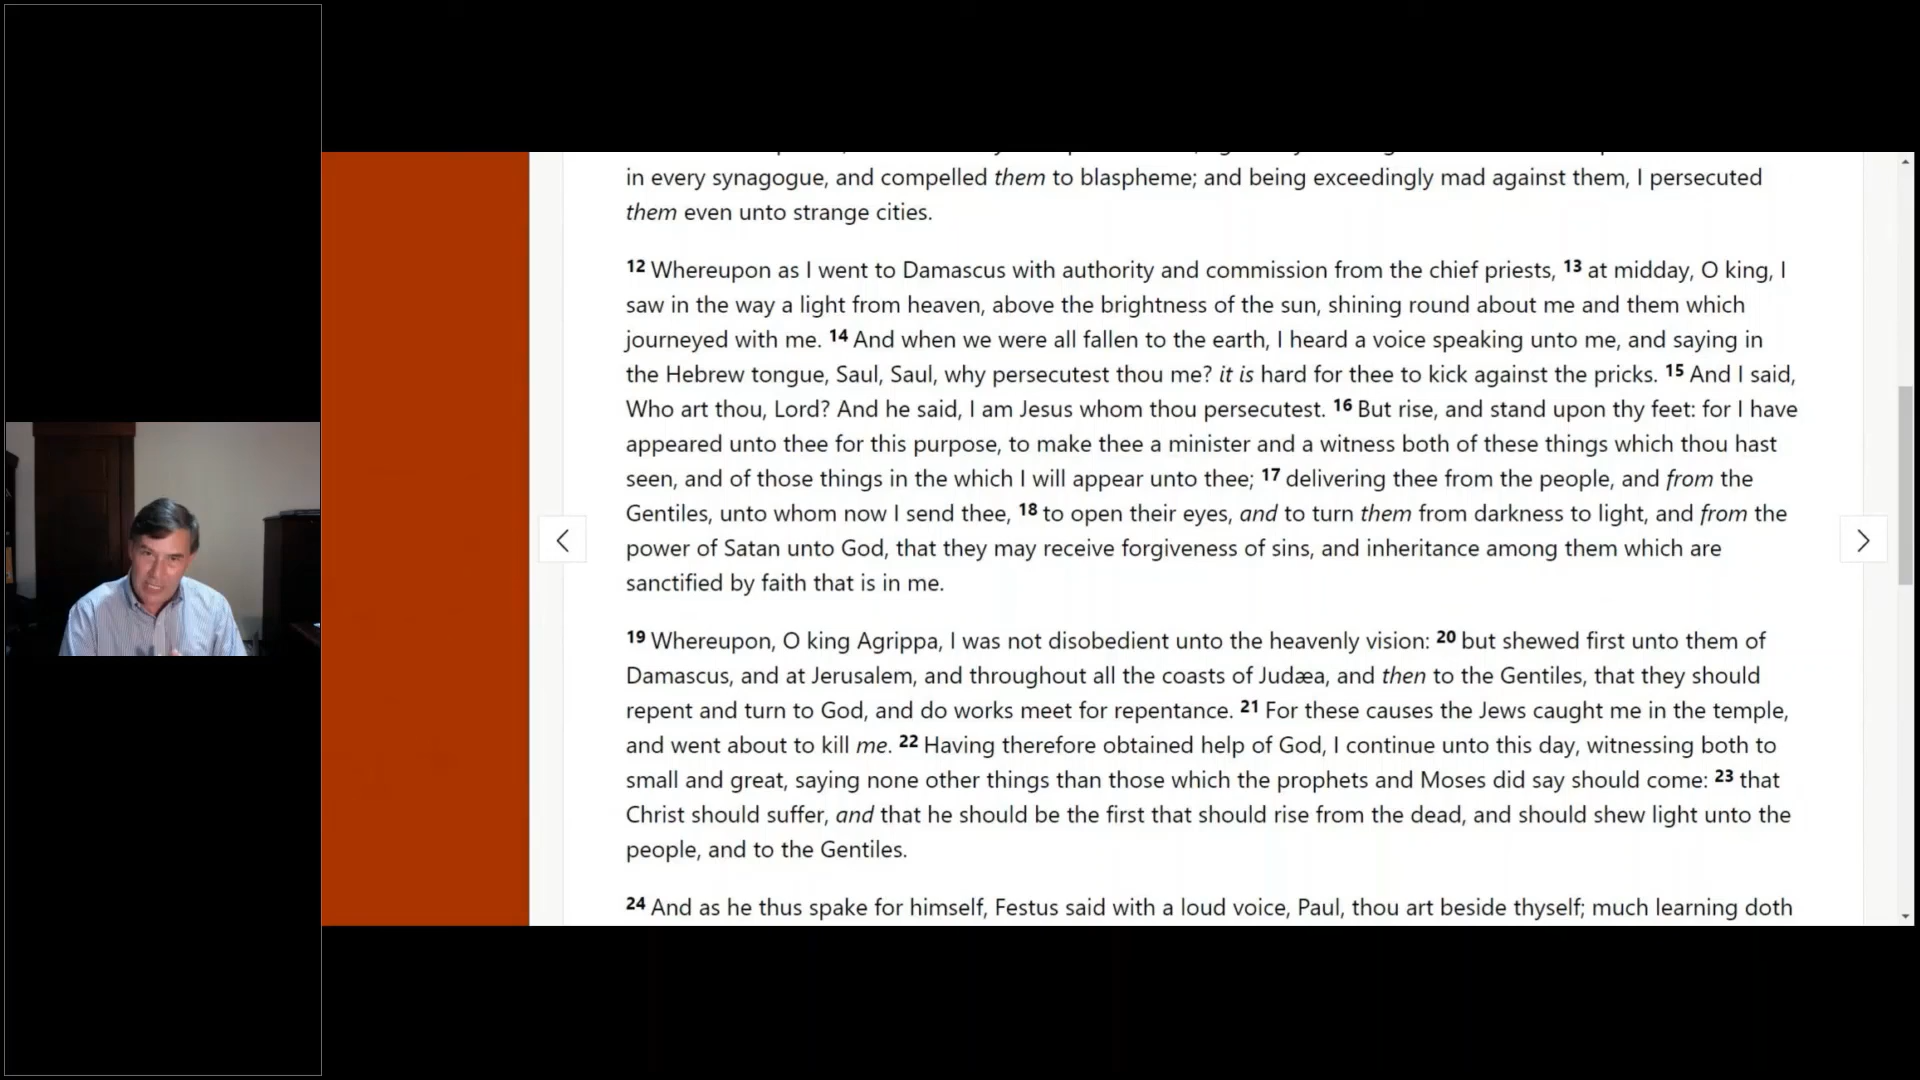 in every synagogue, and compelled them to blaspheme; and being exceedingly mad against them, I persecuted
them even unto strange cities.
12 Whereupon as I went to Damascus with authority and commission from the chief priests, 13 at midday, O king, I
saw in the way a light from heaven, above the brightness of the sun, shining round about me and them which
journeyed with me. 14 And when we were all fallen to the earth, I heard a voice speaking unto me, and saying in
the Hebrew tongue, Saul, Saul, why persecutest thou me? it is hard for thee to kick against the pricks. 15 And I said,
Who art thou, Lord? And he said, I am Jesus whom thou persecutest. 16 But rise, and stand upon thy feet: for I have
appeared unto thee for this purpose, to make thee a minister and a witness both of these things which thou hast
seen, and of those things in the which I will appear unto thee; 17 delivering thee from the people, and from the
Gentiles, unto whom now I send thee, 18 to open their eyes, and to turn them from darkness to light, and from the
power of Satan unto God, that they may receive forgiveness of sins, and inheritance among them which are
sanctified by faith that is in me.
19 Whereupon, O king Agrippa, I was not disobedient unto the heavenly vision: 20 but shewed first unto them of
Damascus, and at Jerusalem, and throughout all the coasts of Judæa, and then to the Gentiles, that they should
repent and turn to God, and do works meet for repentance. 21 For these causes the Jews caught me in the temple,
and went about to kill me. 22 Having therefore obtained help of God, I continue unto this day, witnessing both to
small and great, saying none other things than those which the prophets and Moses did say should come: 23 that
Christ should suffer, and that he should be the first that should rise from the dead, and should shew light unto the
people, and to the Gentiles.
24 And as he thus spake for himself, Festus said with a loud voice, Paul, thou art beside thyself; much learning doth